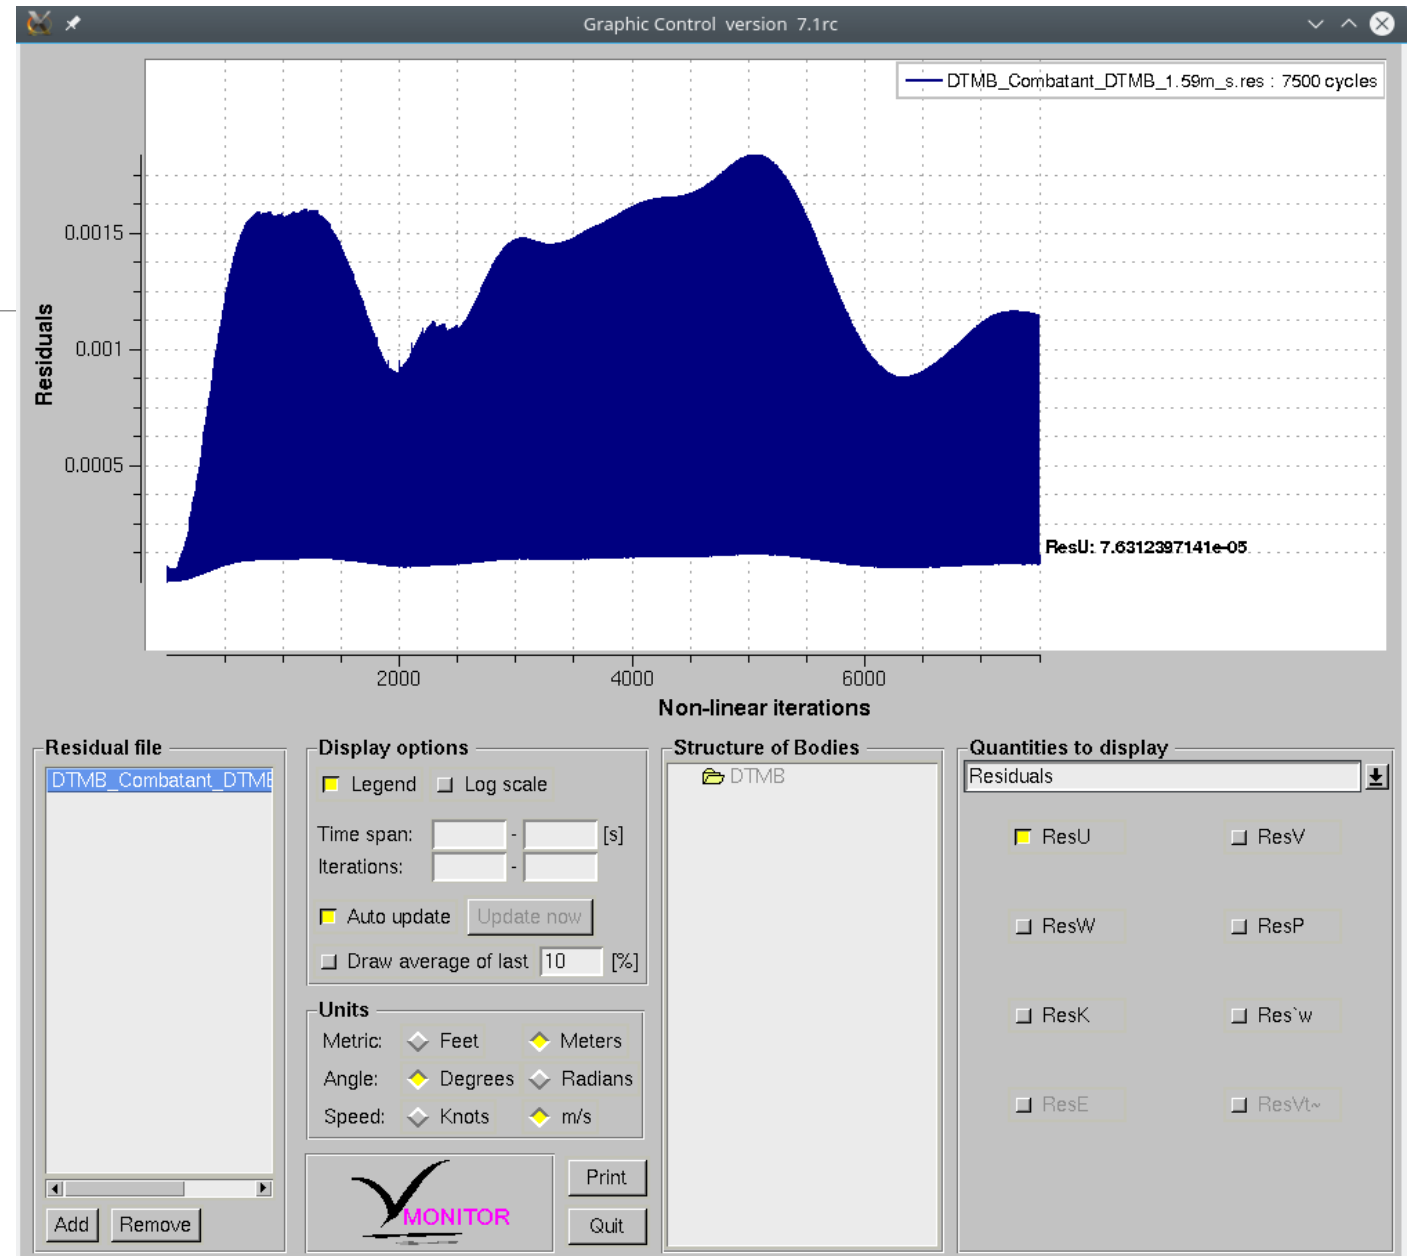 Graphic Control version 7.1rc
DTMB_Combatant_DTMB_1.59m_s.res : 7500 cycles
0.0015
0.001
0.0005
Residuals
ResU: 7.6312397141e-05
2000 4000 6000
Non-linear iterations
Residual file
DTMB_Combatant_DTMB
Add Remove
Display options
Legend Log scale
Time span: - [s]
Iterations: -
Auto update Update now
Draw average of last 10 [%]
Units
Metric: Feet Meters
Angle: Degrees Radians
Speed: Knots m/s
MONITOR
Print
Quit
Structure of Bodies
DTMB
Quantities to display
Residuals
ResU ResV
ResW ResP
ResK Res`w
ResE ResVt~